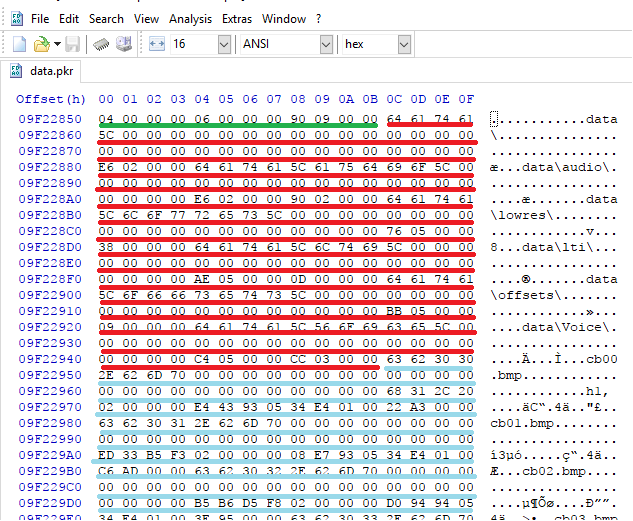 File Edit Search View Analysis Extras Window ?
16 ANSI hex
data.pkr
Offset(h) 00 01 02 03 04 05 06 07 08 09 0A 0B 0C 0D 0E 0F
09F22850 04 00 00 00 06 00 00 00 90 09 00 00 64 61 74 61 ............data
09F22860 5C 00 00 00 00 00 00 00 00 00 00 00 00 00 00 00 \...............
09F22870 00 00 00 00 00 00 00 00 00 00 00 00 00 00 00 00 ................
09F22880 E6 02 00 00 64 61 74 61 5C 61 75 64 69 6F 5C 00 æ...data\audio\.
09F22890 00 00 00 00 00 00 00 00 00 00 00 00 00 00 00 00 ................
09F228A0 00 00 00 00 E6 02 00 00 90 02 00 00 64 61 74 61 ....æ.......data
09F228B0 5C 6C 6F 77 72 65 73 5C 00 00 00 00 00 00 00 00 \lowres\........
09F228C0 00 00 00 00 00 00 00 00 00 00 00 00 76 05 00 00 ............v...
09F228D0 38 00 00 00 64 61 74 61 5C 6C 74 69 5C 00 00 00 8...data\lti\...
09F228E0 00 00 00 00 00 00 00 00 00 00 00 00 00 00 00 00 ................
09F228F0 00 00 00 00 AE 05 00 00 0D 00 00 00 64 61 74 61 ....®.......data
09F22900 5C 6F 66 66 73 65 74 73 5C 00 00 00 00 00 00 00 \offsets\.......
09F22910 00 00 00 00 00 00 00 00 00 00 00 00 BB 05 00 00 ............»...
09F22920 09 00 00 00 64 61 74 61 5C 56 6F 69 63 65 5C 00 ....data\Voice\.
09F22930 00 00 00 00 00 00 00 00 00 00 00 00 00 00 00 00 ................
09F22940 00 00 00 00 C4 05 00 00 CC 03 00 00 63 62 30 30 ....Ä...Ì...cb00
09F22950 2E 62 6D 70 00 00 00 00 00 00 00 00 00 00 00 00 .bmp............
09F22960 00 00 00 00 00 00 00 00 00 00 00 00 68 31 2C 20 ............h1,
09F22970 02 00 00 00 E4 43 93 05 34 E4 01 00 22 A3 00 00 ....äC“.4ä.."£..
09F22980 63 62 30 31 2E 62 6D 70 00 00 00 00 00 00 00 00 cb01.bmp........
09F22990 00 00 00 00 00 00 00 00 00 00 00 00 00 00 00 00 ................
09F229A0 ED 33 B5 F3 02 00 00 00 08 E7 93 05 34 E4 01 00 í3µó.....ç“.4ä..
09F229B0 C6 AD 00 00 63 62 30 32 2E 62 6D 70 00 00 00 00 Æ...cb02.bmp....
09F229C0 00 00 00 00 00 00 00 00 00 00 00 00 00 00 00 00 ................
09F229D0 00 00 00 00 B5 B6 D5 F8 02 00 00 00 D0 94 94 05 ....µ¶Õø....Д”.
09F229E0 34 E4 01 00 3E 95 00 00 63 62 30 33 2E 62 6D 70 4ä..>•..cb03.bmp